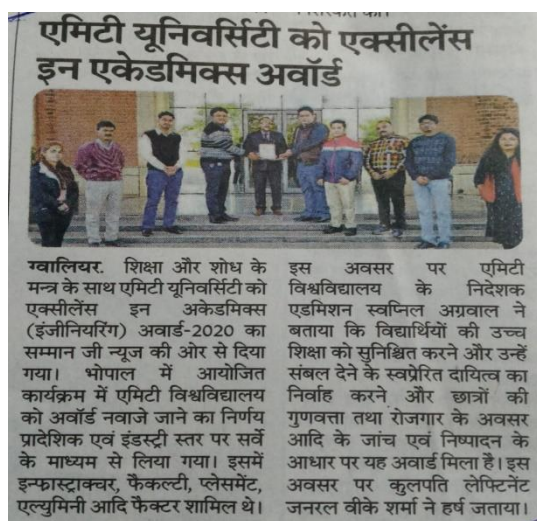 एमिटी यूनिवर्सिटी को एक्सीलेंस
इन एकेडमिक्स अवॉर्ड
ग्वालियर. शिक्षा और शोध के
मन्त्र के साथ एमिटी यूनिवर्सिटी को
एक्सीलेंस इन अकेडमिक्स
(इंजीनियरिंग) अवार्ड-2020 का
सम्मान जी न्यूज की ओर से दिया
गया। भोपाल में आयोजित
कार्यक्रम में एमिटी विश्वविद्यालय
को अवॉर्ड नवाजे जाने का निर्णय
प्रादेशिक एवं इंडस्ट्री स्तर पर सर्वे
के माध्यम से लिया गया। इसमें
इन्फ्रास्ट्राक्चर, फैकल्टी, प्लेसमेंट,
एल्युमिनी आदि फैक्टर शामिल थे।
इस अवसर पर एमिटी
विश्वविद्यालय के निदेशक
एडमिशन स्वप्निल अग्रवाल ने
बताया कि विद्यार्थियों की उच्च
शिक्षा को सुनिश्चित करने और उन्हें
संबल देने के स्वप्रेरित दायित्व का
निर्वाह करने और छात्रों की
गुणवत्ता तथा रोजगार के अवसर
आदि के जांच एवं निष्पादन के
आधार पर यह अवार्ड मिला है। इस
अवसर पर कुलपति लेफ्टिनेंट
जनरल वीके शर्मा ने हर्ष जताया।